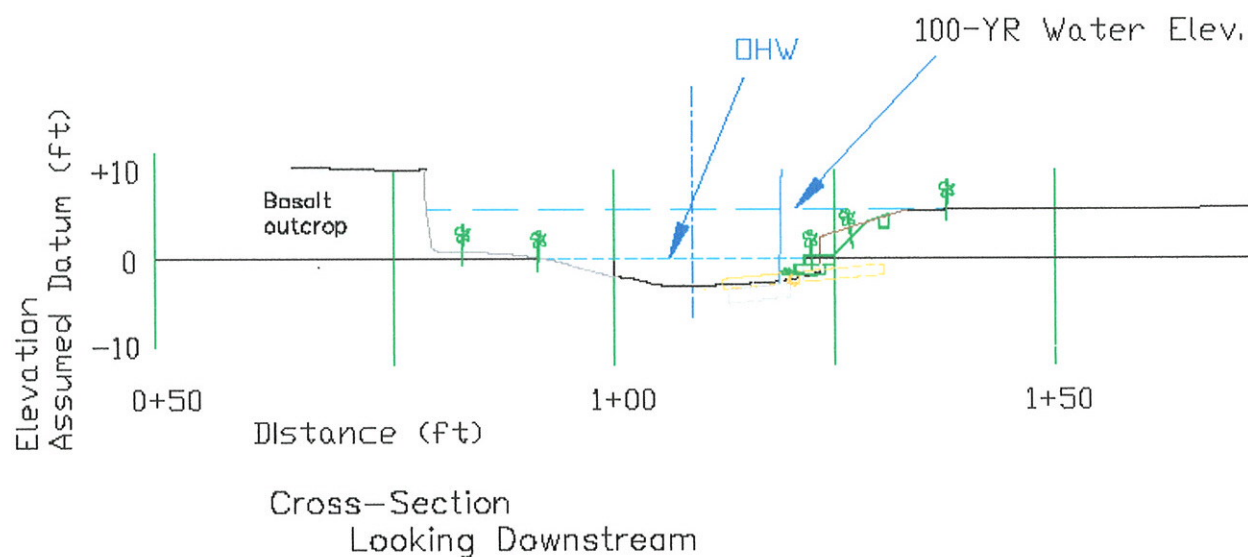 100-YR Water Elev.
OHW
+10
0
-10
Elevation
Assumed Datum (ft)
Basalt
outcrop
0+50
1+00
1+50
Distance (ft)
Cross-Section
Looking Downstream